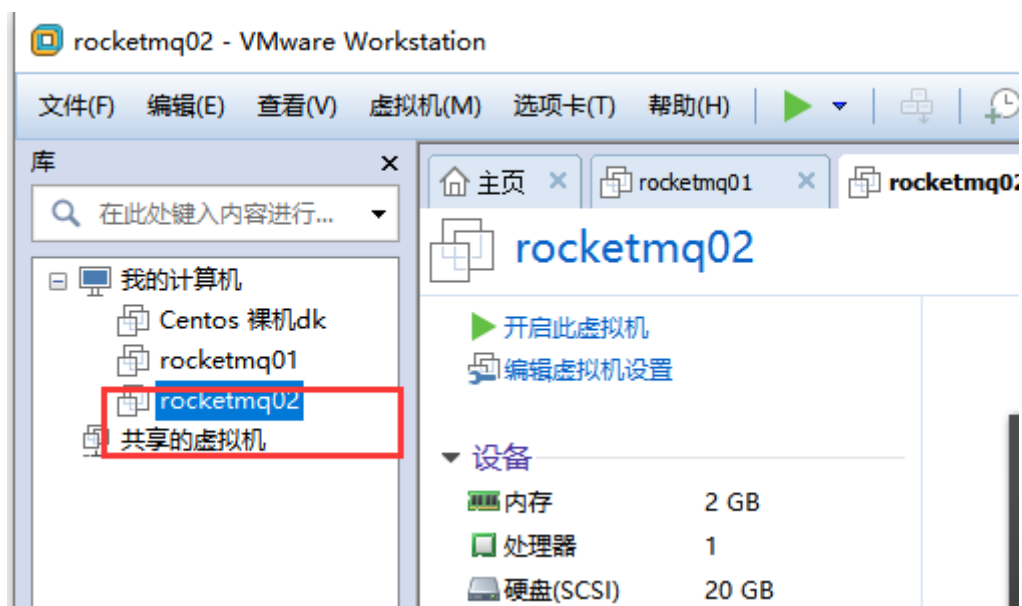 rocketmq02 - VMware Workstation
文件(F) 编辑(E) 查看(V) 虚拟机(M) 选项卡(T) 帮助(H)
库
在此处键入内容进行...
我的计算机
Centos 裸机dk
rocketmq01
rocketmq02
共享的虚拟机
主页 rocketmq01 rocketmq02
rocketmq02
开启此虚拟机
编辑虚拟机设置
设备
内存 2 GB
处理器 1
硬盘(SCSI) 20 GB